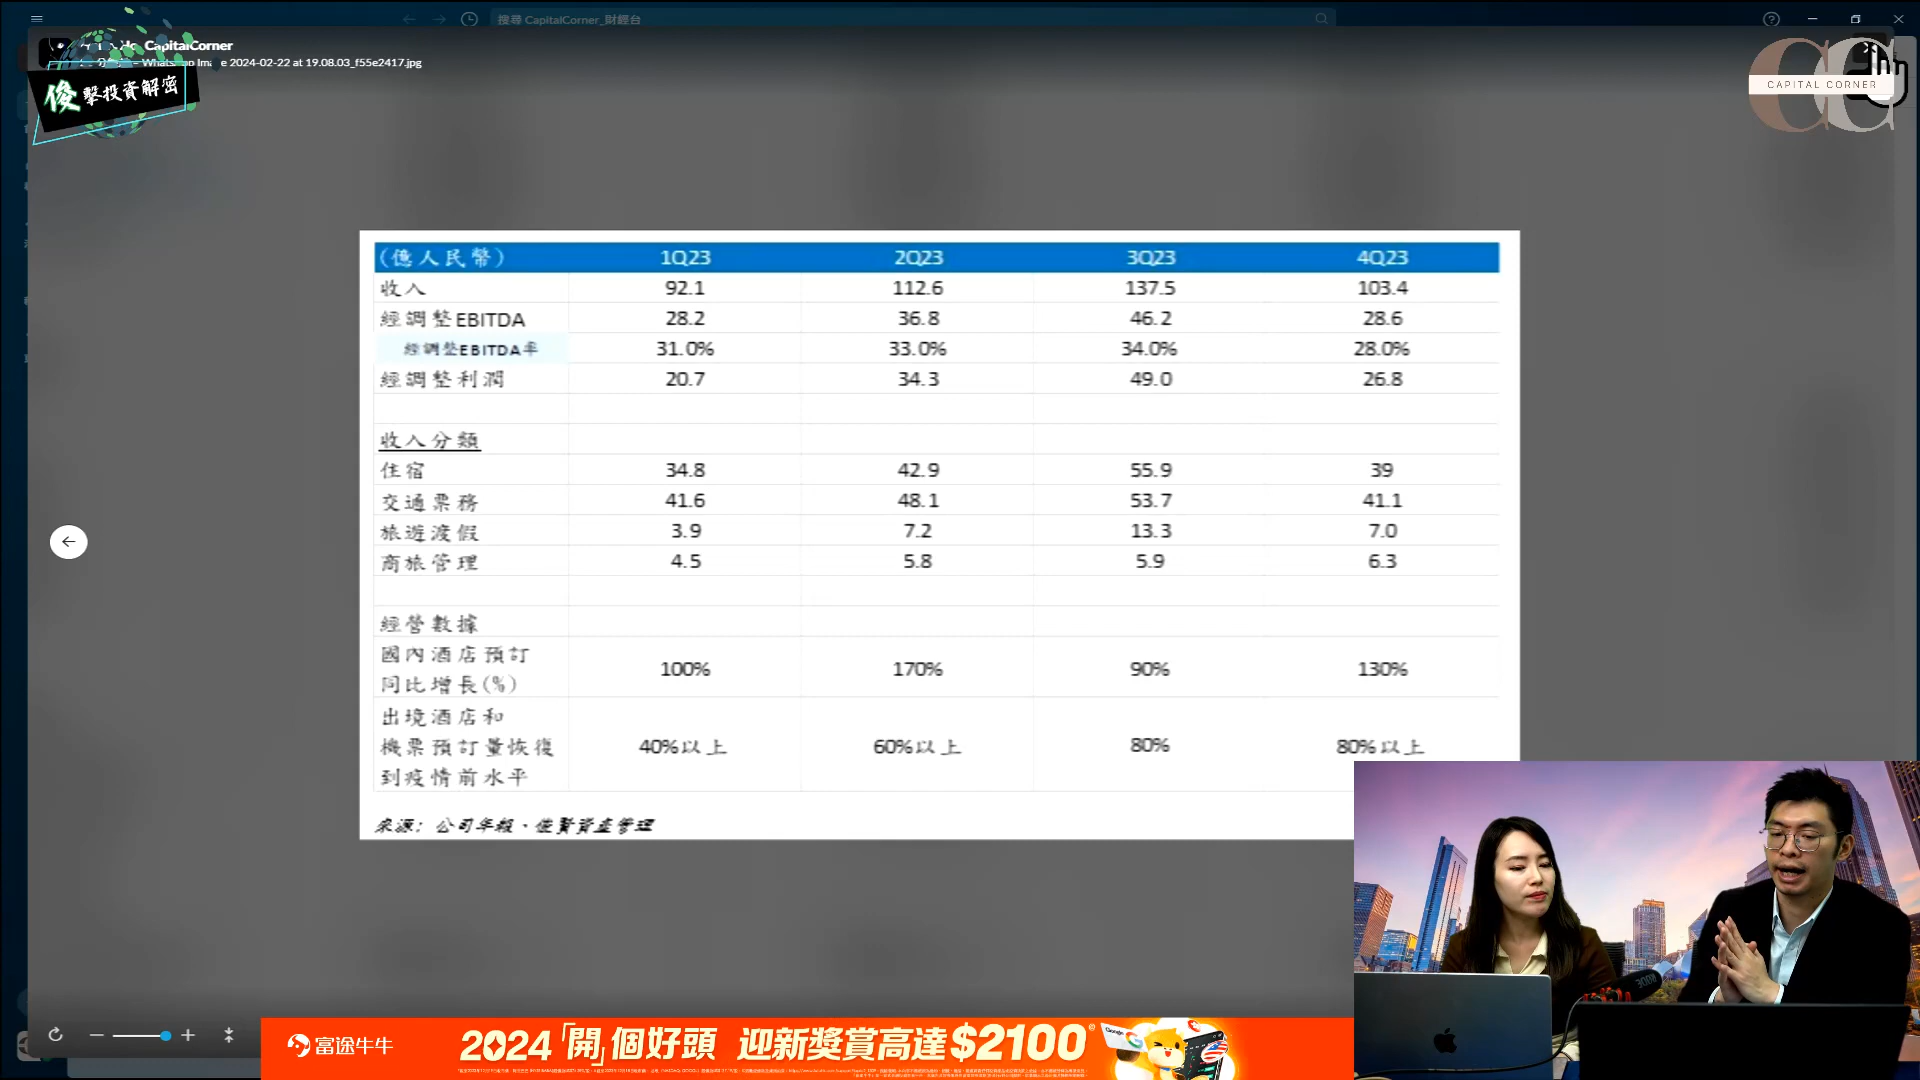 搜尋 CapitalCorner_財經台
CapitalCorner
2024-02-22 at 19.08.03_f55e2417.jpg
俊擊投資解密
CAPITAL CORNER
(億人民幣) 1Q23 2Q23 3Q23 4Q23
收入 92.1 112.6 137.5 103.4
經調整EBITDA 28.2 36.8 46.2 28.6
經調整EBITDA率 31.0% 33.0% 34.0% 28.0%
經調整利潤 20.7 34.3 49.0 26.8
收入分類
住宿 34.8 42.9 55.9 39
交通票務 41.6 48.1 53.7 41.1
旅遊渡假 3.9 7.2 13.3 7.0
商旅管理 4.5 5.8 5.9 6.3
經營數據
國內酒店預訂
同比增長(%) 100% 170% 90% 130%
出境酒店和
機票預訂量恢復
到疫情前水平 40%以上 60%以上 80% 80%以上
來源: 公司年報、俊賢資產管理
富途牛牛
2024「開」個好頭 迎新獎賞高達$2100